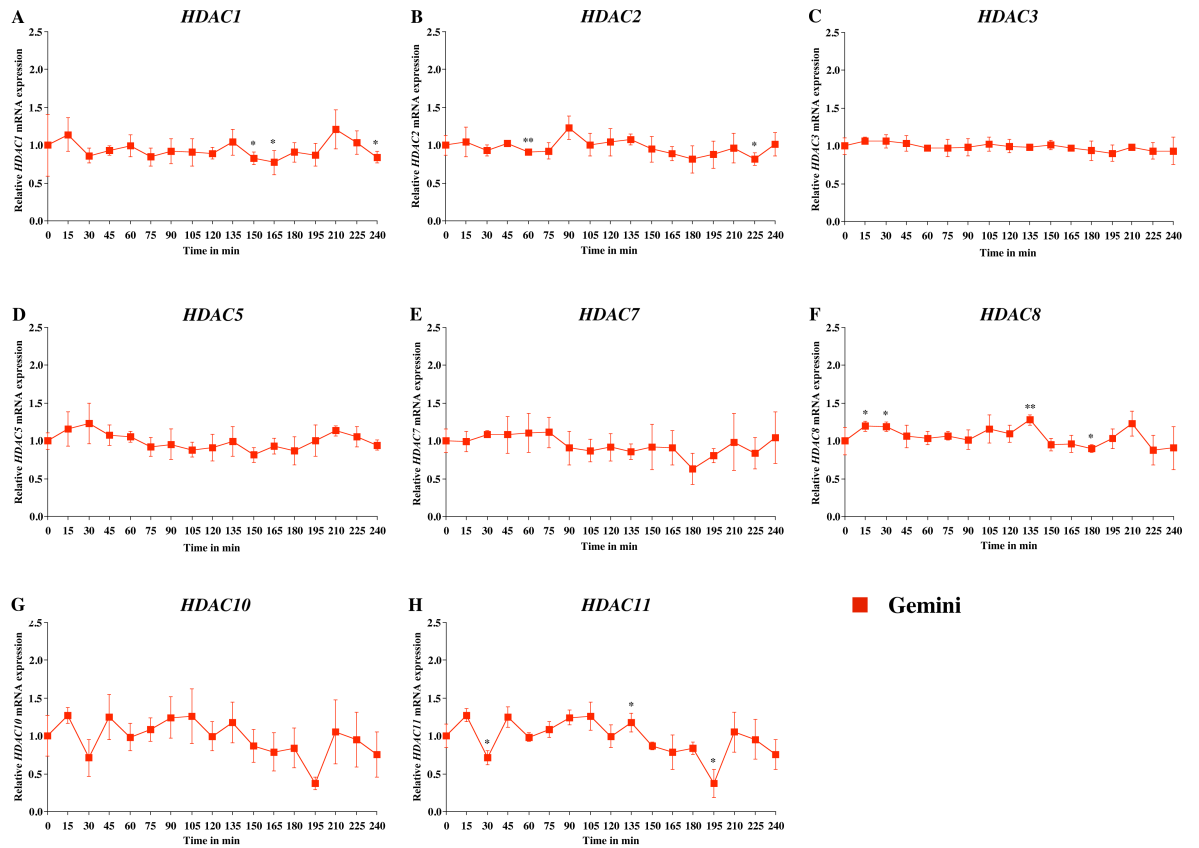 A HDAC1
Relative HDAC1 mRNA expression
2.5
2.0
1.5
1.0
0.5
0.0
* * *
0 15 30 45 60 75 90 105 120 135 150 165 180 195 210 225 240
Time in min
B HDAC2
Relative HDAC2 mRNA expression
2.5
2.0
1.5
1.0
0.5
0.0
** *
0 15 30 45 60 75 90 105 120 135 150 165 180 195 210 225 240
Time in min
C HDAC3
Relative HDAC3 mRNA expression
2.5
2.0
1.5
1.0
0.5
0.0
0 15 30 45 60 75 90 105 120 135 150 165 180 195 210 225 240
Time in min
D HDAC5
Relative HDAC5 mRNA expression
2.5
2.0
1.5
1.0
0.5
0.0
0 15 30 45 60 75 90 105 120 135 150 165 180 195 210 225 240
Time in min
E HDAC7
Relative HDAC7 mRNA expression
2.5
2.0
1.5
1.0
0.5
0.0
0 15 30 45 60 75 90 105 120 135 150 165 180 195 210 225 240
Time in min
F HDAC8
Relative HDAC8 mRNA expression
2.5
2.0
1.5
1.0
0.5
0.0
* * ** *
0 15 30 45 60 75 90 105 120 135 150 165 180 195 210 225 240
Time in min
G HDAC10
Relative HDAC10 mRNA expression
2.5
2.0
1.5
1.0
0.5
0.0
0 15 30 45 60 75 90 105 120 135 150 165 180 195 210 225 240
Time in min
H HDAC11
Relative HDAC11 mRNA expression
2.5
2.0
1.5
1.0
0.5
0.0
* * *
0 15 30 45 60 75 90 105 120 135 150 165 180 195 210 225 240
Time in min
Gemini